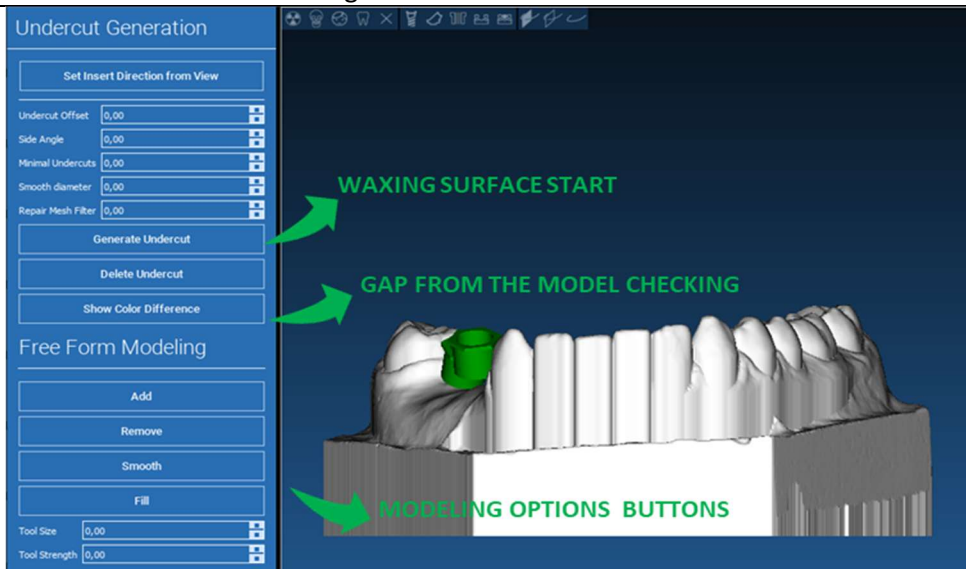 Undercut Generation
Set Insert Direction from View
Undercut Offset 0,00
Side Angle 0,00
Minimal Undercuts 0,00
Smooth diameter 0,00
Repair Mesh Filter 0,00
WAXING SURFACE START
Generate Undercut
Delete Undercut
GAP FROM THE MODEL CHECKING
Show Color Difference
Free Form Modeling
Add
Remove
Smooth
Fill
MODELING OPTIONS BUTTONS
Tool Size 0,00
Tool Strength 0,00